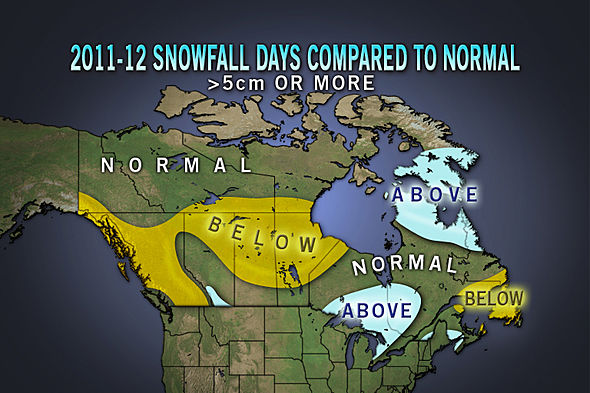 2011-12 SNOWFALL DAYS COMPARED TO NORMAL
>5cm OR MORE
NORMAL
ABOVE
BELOW
NORMAL
BELOW
ABOVE